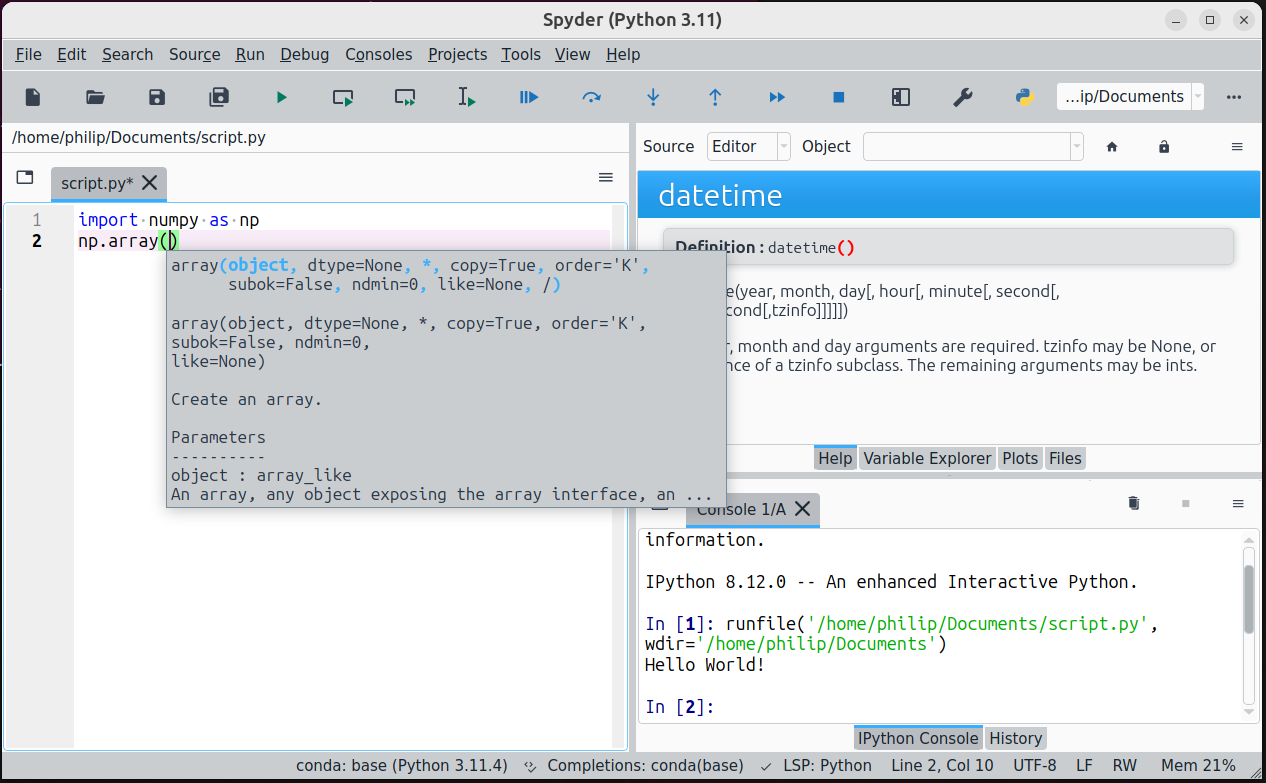 Spyder (Python 3.11)
File Edit Search Source Run Debug Consoles Projects Tools View Help
...ip/Documents
/home/philip/Documents/script.py
script.py*
1 import numpy as np
2 np.array()
array(object, dtype=None, *, copy=True, order='K',
subok=False, ndmin=0, like=None, /)
array(object, dtype=None, *, copy=True, order='K',
subok=False, ndmin=0,
like=None)
Create an array.
Parameters
----------
object : array_like
An array, any object exposing the array interface, an ...
Source Editor Object
datetime
Definition : datetime()
(year, month, day[, hour[, minute[, second[,
[,tzinfo]]]]])
month and day arguments are required. tzinfo may be None, or
of a tzinfo subclass. The remaining arguments may be ints.
Help Variable Explorer Plots Files
Console 1/A
information.
IPython 8.12.0 -- An enhanced Interactive Python.
In [1]: runfile('/home/philip/Documents/script.py',
wdir='/home/philip/Documents')
Hello World!
In [2]:
IPython Console History
conda: base (Python 3.11.4) Completions: conda(base) LSP: Python Line 2, Col 10 UTF-8 LF RW Mem 21%